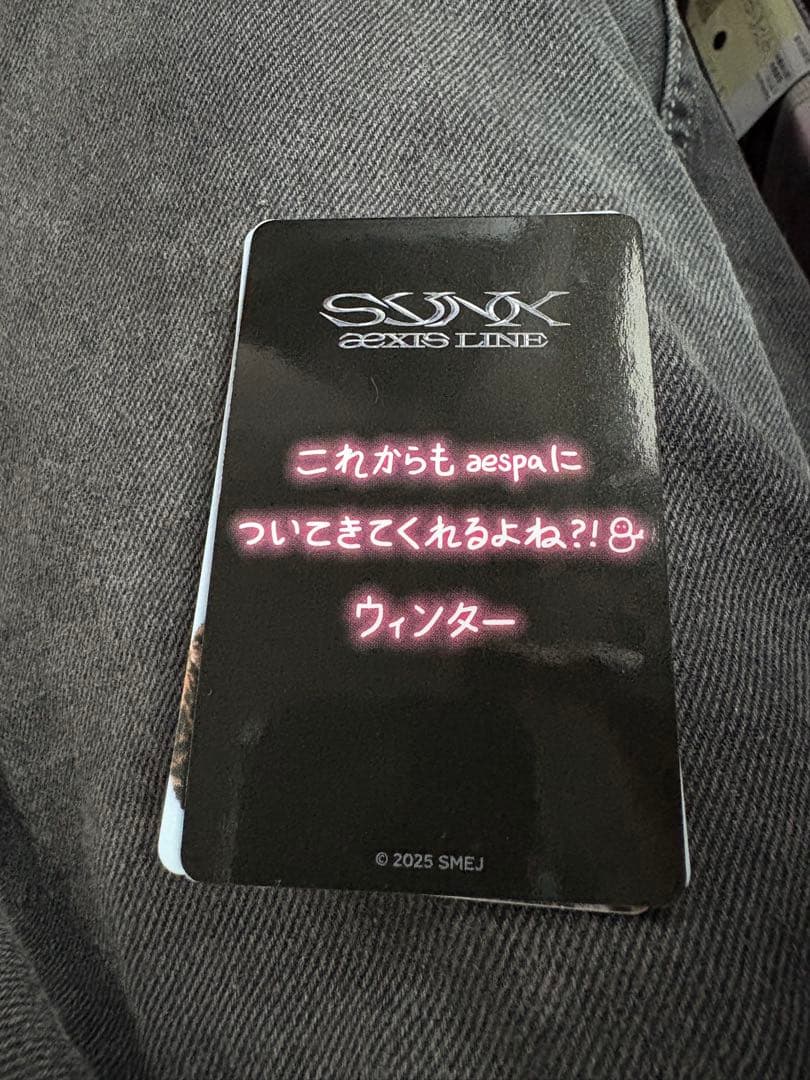 SYNK
æXIS LINE
これからも aespaに
ついてきてくれるよね?!
ウィンター
© 2025 SMEJ